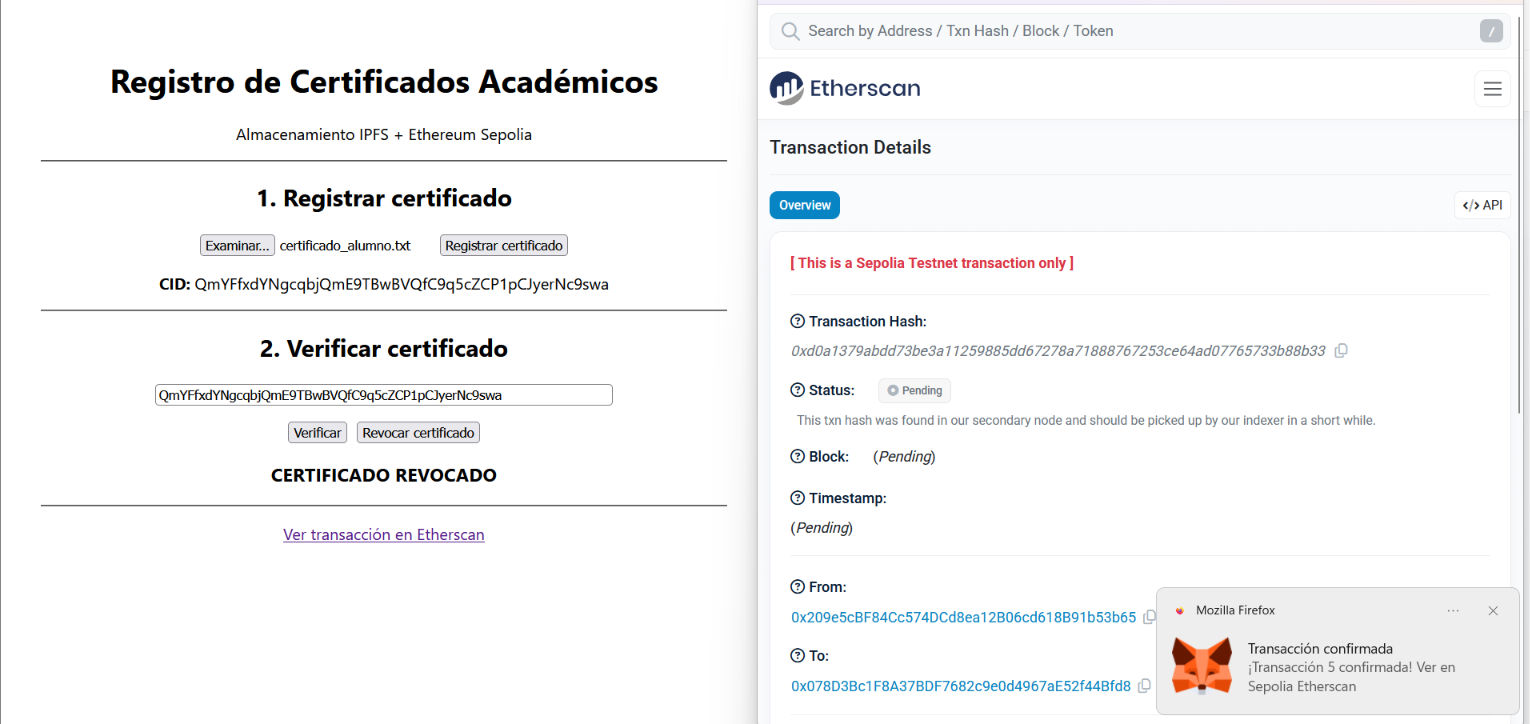 Registro de Certificados Académicos
Almacenamiento IPFS + Ethereum Sepolia
1. Registrar certificado
Examinar... certificado_alumno.txt Registrar certificado
CID: QmYFfxdYNgcqbjQmE9TBwBVQfC9q5cZCP1pCJyerNc9swa
2. Verificar certificado
QmYFfxdYNgcqbjQmE9TBwBVQfC9q5cZCP1pCJyerNc9swa
Verificar Revocar certificado
CERTIFICADO REVOCADO
Ver transacción en Etherscan
Search by Address / Txn Hash / Block / Token /
Etherscan
Transaction Details
Overview </> API
[ This is a Sepolia Testnet transaction only ]
Transaction Hash:
0xd0a1379abdd73be3a11259885dd67278a71888767253ce64ad07765733b88b33
Status: Pending
This txn hash was found in our secondary node and should be picked up by our indexer in a short while.
Block: (Pending)
Timestamp:
(Pending)
From:
0x209e5cBF84Cc574DCd8ea12B06cd618B91b53b65
To:
0x078D3Bc1F8A37BDF7682c9e0d4967aE52f44Bfd8
Mozilla Firefox
Transacción confirmada
¡Transacción 5 confirmada! Ver en
Sepolia Etherscan